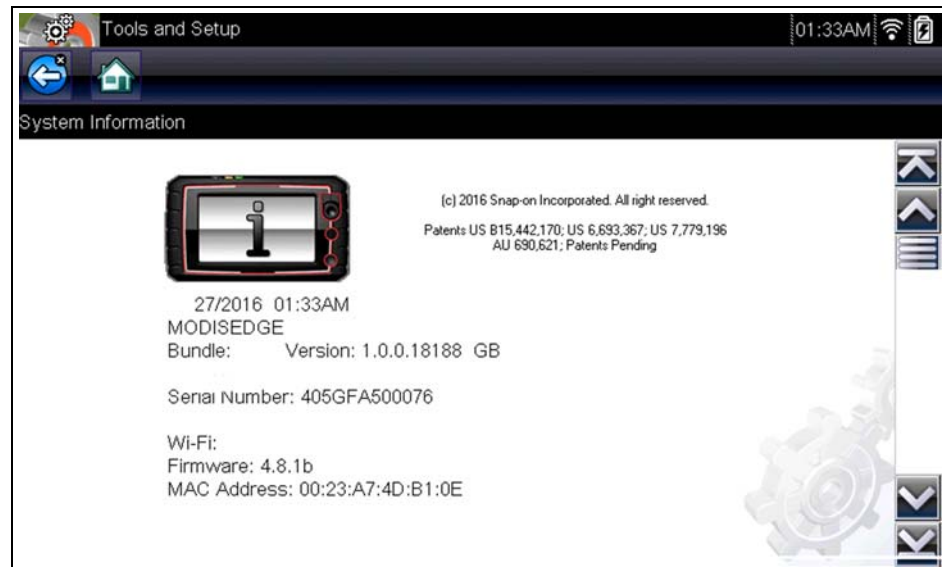 Tools and Setup
01:33AM
System Information
(c) 2016 Snap-on Incorporated. All right reserved.
Patents US B15,442,170; US 6,693,367; US 7,779,196
AU 690,621; Patents Pending
27/2016 01:33AM
MODISEDGE
Bundle: Version: 1.0.0.18188 GB
Serial Number: 405GFA500076
Wi-Fi:
Firmware: 4.8.1b
MAC Address: 00:23:A7:4D:B1:0E